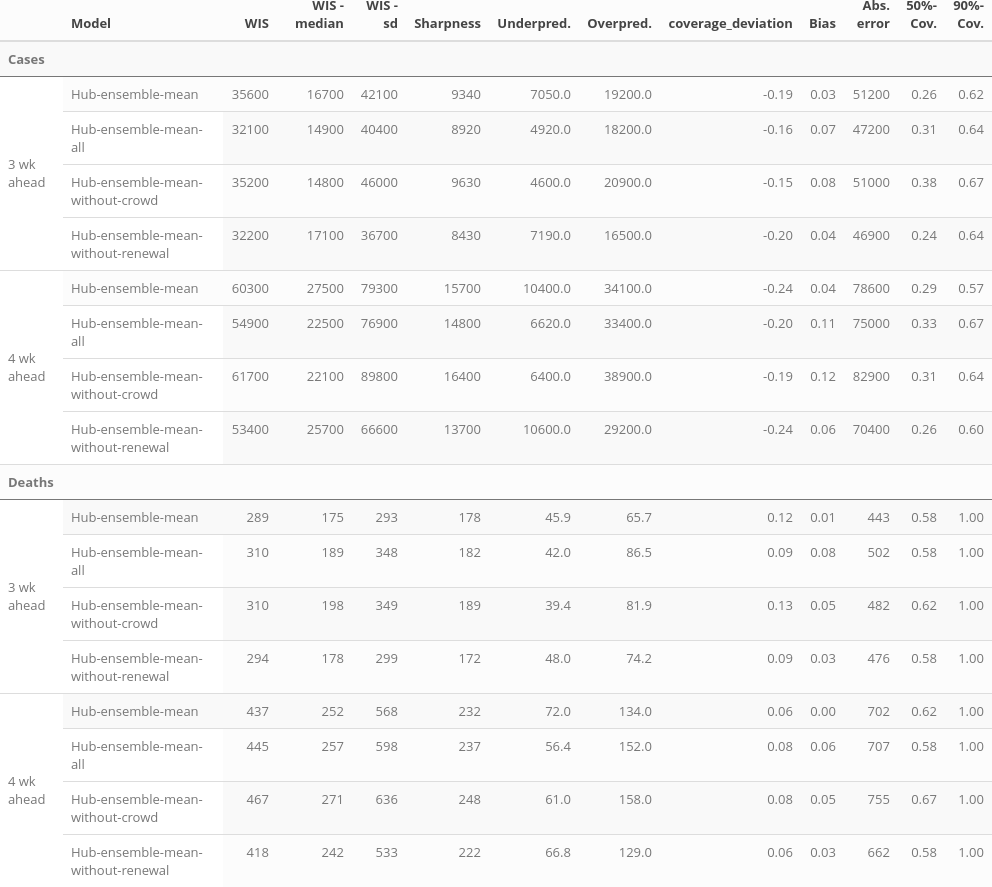 Model WIS WIS - median WIS - sd Sharpness Underpred. Overpred. coverage_deviation Bias Abs. error 50%- Cov. 90%- Cov.
Cases
3 wk ahead
Hub-ensemble-mean 35600 16700 42100 9340 7050.0 19200.0 -0.19 0.03 51200 0.26 0.62
Hub-ensemble-mean-all 32100 14900 40400 8920 4920.0 18200.0 -0.16 0.07 47200 0.31 0.64
Hub-ensemble-mean-without-crowd 35200 14800 46000 9630 4600.0 20900.0 -0.15 0.08 51000 0.38 0.67
Hub-ensemble-mean-without-renewal 32200 17100 36700 8430 7190.0 16500.0 -0.20 0.04 46900 0.24 0.64
4 wk ahead
Hub-ensemble-mean 60300 27500 79300 15700 10400.0 34100.0 -0.24 0.04 78600 0.29 0.57
Hub-ensemble-mean-all 54900 22500 76900 14800 6620.0 33400.0 -0.20 0.11 75000 0.33 0.67
Hub-ensemble-mean-without-crowd 61700 22100 89800 16400 6400.0 38900.0 -0.19 0.12 82900 0.31 0.64
Hub-ensemble-mean-without-renewal 53400 25700 66600 13700 10600.0 29200.0 -0.24 0.06 70400 0.26 0.60
Deaths
3 wk ahead
Hub-ensemble-mean 289 175 293 178 45.9 65.7 0.12 0.01 443 0.58 1.00
Hub-ensemble-mean-all 310 189 348 182 42.0 86.5 0.09 0.08 502 0.58 1.00
Hub-ensemble-mean-without-crowd 310 198 349 189 39.4 81.9 0.13 0.05 482 0.62 1.00
Hub-ensemble-mean-without-renewal 294 178 299 172 48.0 74.2 0.09 0.03 476 0.58 1.00
4 wk ahead
Hub-ensemble-mean 437 252 568 232 72.0 134.0 0.06 0.00 702 0.62 1.00
Hub-ensemble-mean-all 445 257 598 237 56.4 152.0 0.08 0.06 707 0.58 1.00
Hub-ensemble-mean-without-crowd 467 271 636 248 61.0 158.0 0.08 0.05 755 0.67 1.00
Hub-ensemble-mean-without-renewal 418 242 533 222 66.8 129.0 0.06 0.03 662 0.58 1.00